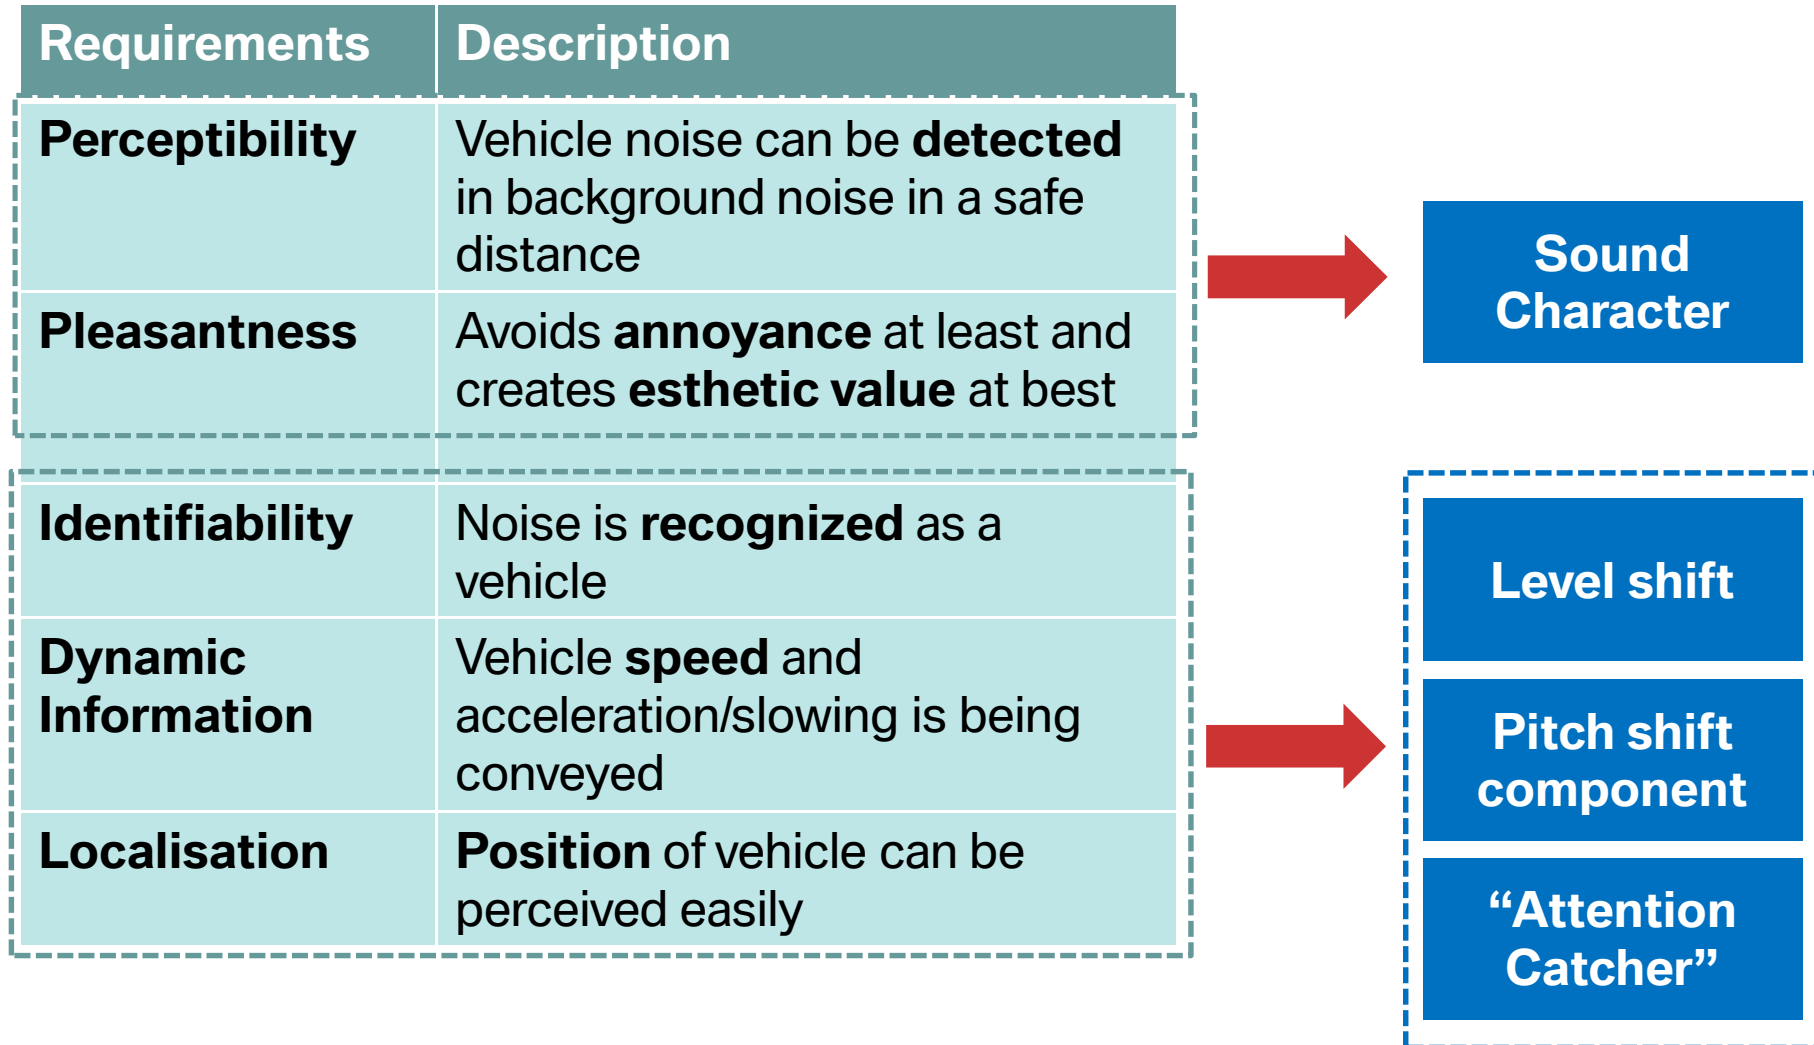 Requirements
Description
Perceptibility
Vehicle noise can be detected
in background noise in a safe
distance
Pleasantness
Avoids annoyance at least and
creates esthetic value at best
Identifiability
Noise is recognized as a
vehicle
Dynamic
Information
Vehicle speed and
acceleration/slowing is being
conveyed
Localisation
Position of vehicle can be
perceived easily
Sound
Character
Level shift
Pitch shift
component
“Attention
Catcher”